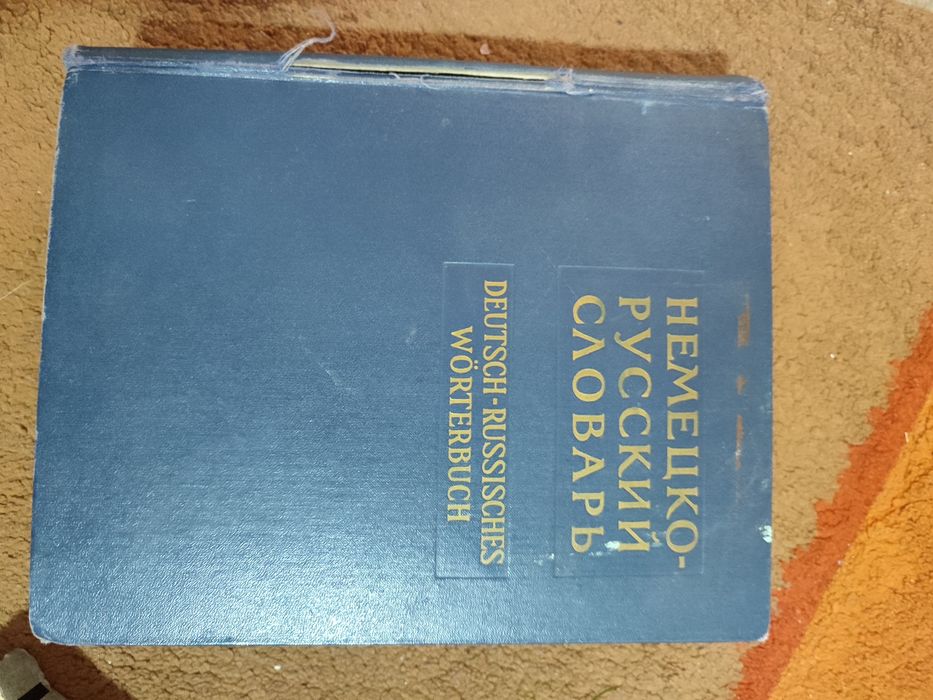 НЕМЕЦКО-
РУССКИЙ
СЛОВАРЬ
DEUTSCH-RUSSISCHES
WÖRTERBUCH